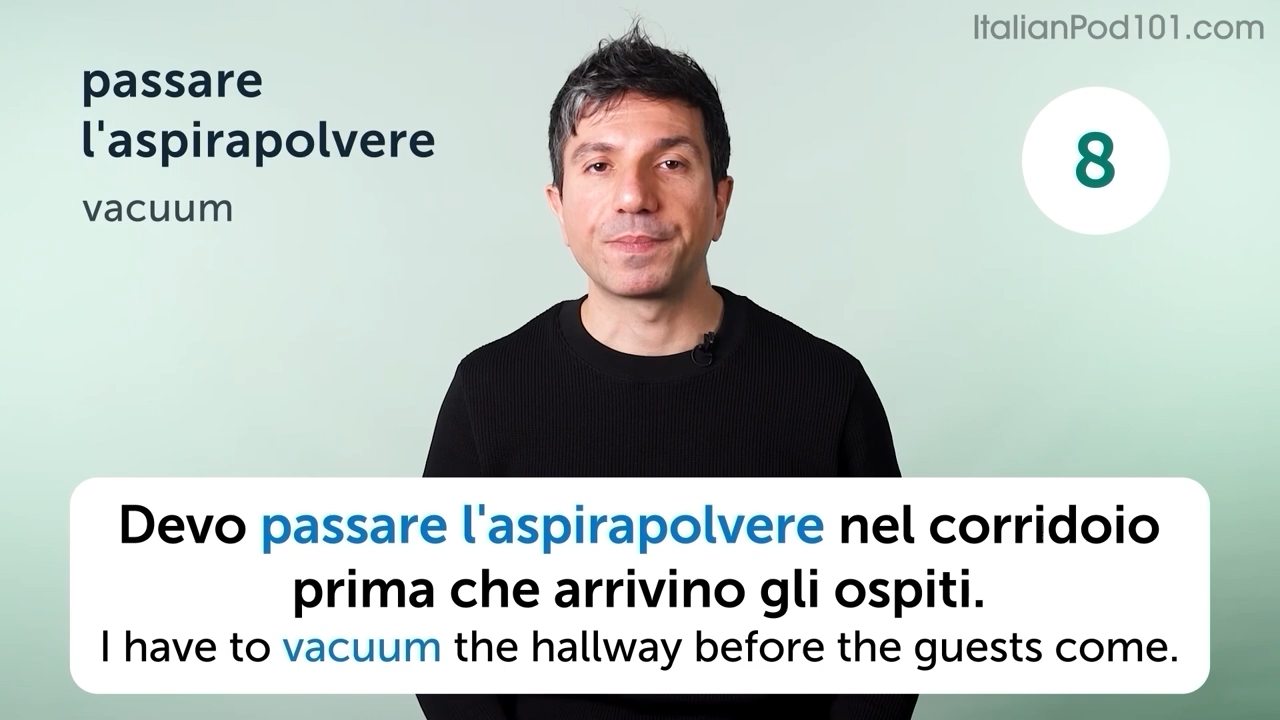 ItalianPod101.com
passare
l'aspirapolvere
vacuum
8
Devo passare l'aspirapolvere nel corridoio
prima che arrivino gli ospiti.
I have to vacuum the hallway before the guests come.